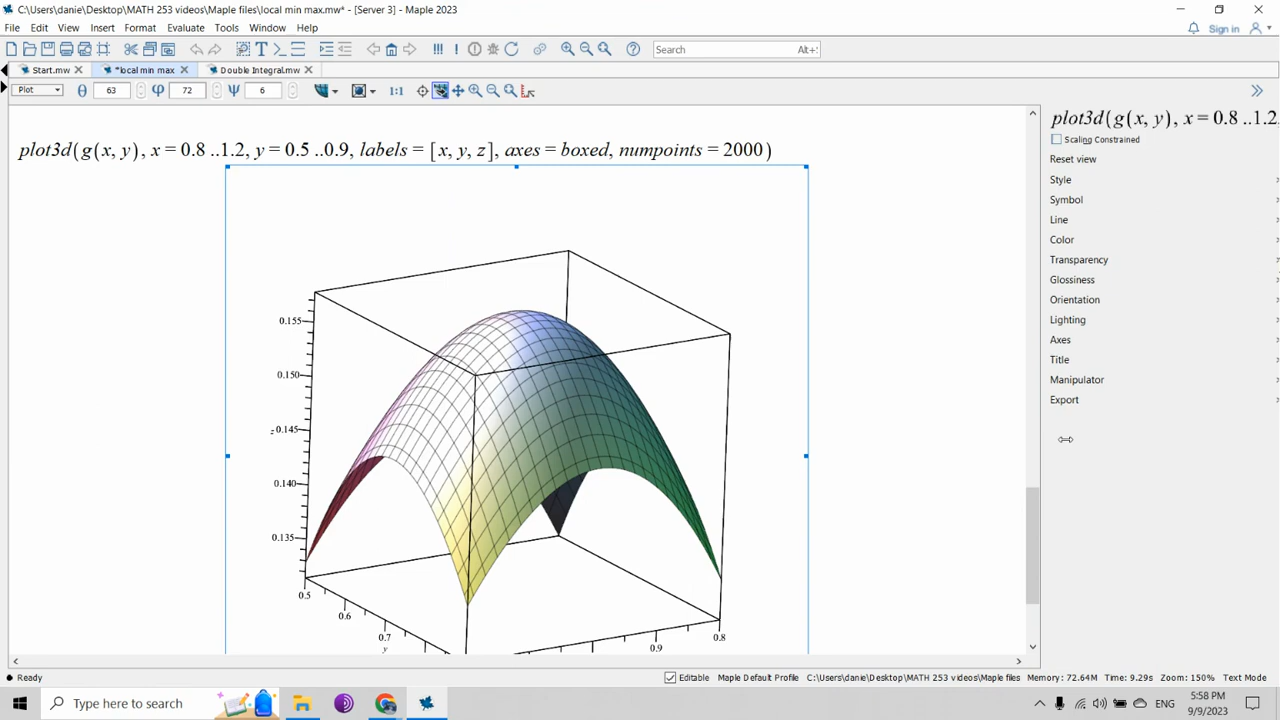 C:\Users\danie\Desktop\MATH 253 videos\Maple files\local min max.mw* - [Server 3] - Maple 2023
File Edit View Insert Format Evaluate Tools Window Help
Sign in
Search Alt+S
Start.mw *local min max Double Integral.mw
Plot θ 63 φ 72 ψ 6 1:1
plot3d(g(x, y), x = 0.8 ..1.2, y = 0.5 ..0.9, labels = [x, y, z], axes = boxed, numpoints = 2000)
plot3d(g(x, y), x = 0.8 ..1.2
Scaling Constrained
Reset view
Style
Symbol
Line
Color
Transparency
Glossiness
Orientation
Lighting
Axes
Title
Manipulator
Export
0.155
0.150
z 0.145
0.140
0.135
0.5
0.6
0.7
y
0.9
0.8
Ready
Editable Maple Default Profile C:\Users\danie\Desktop\MATH 253 videos\Maple files Memory: 72.64M Time: 9.29s Zoom: 150% Text Mode
Type here to search
ENG
5:58 PM
9/9/2023